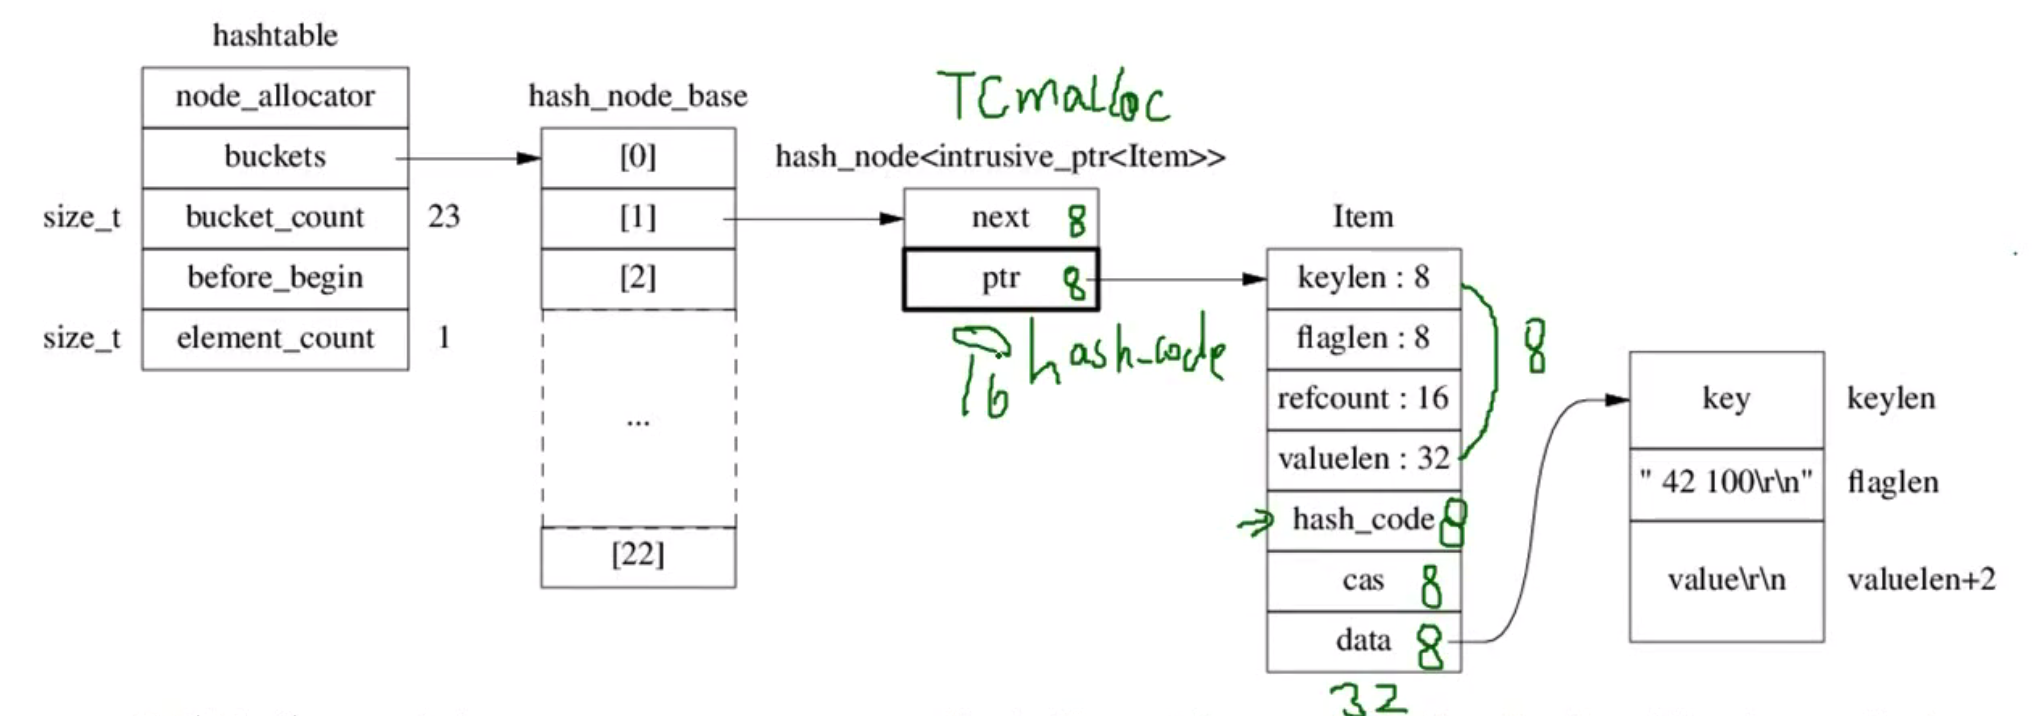 hashtable
node_allocator
buckets
size_t bucket_count 23
before_begin
size_t element_count 1
hash_node_base
[0]
[1]
[2]
...
[22]
TCmalloc
hash_node<intrusive_ptr<Item>>
next 8
ptr 8
hash_code
16
Item
keylen : 8
flaglen : 8
refcount : 16
valuelen : 32
8
hash_code 8
cas 8
data 8
32
key keylen
" 42 100\r\n" flaglen
value\r\n valuelen+2